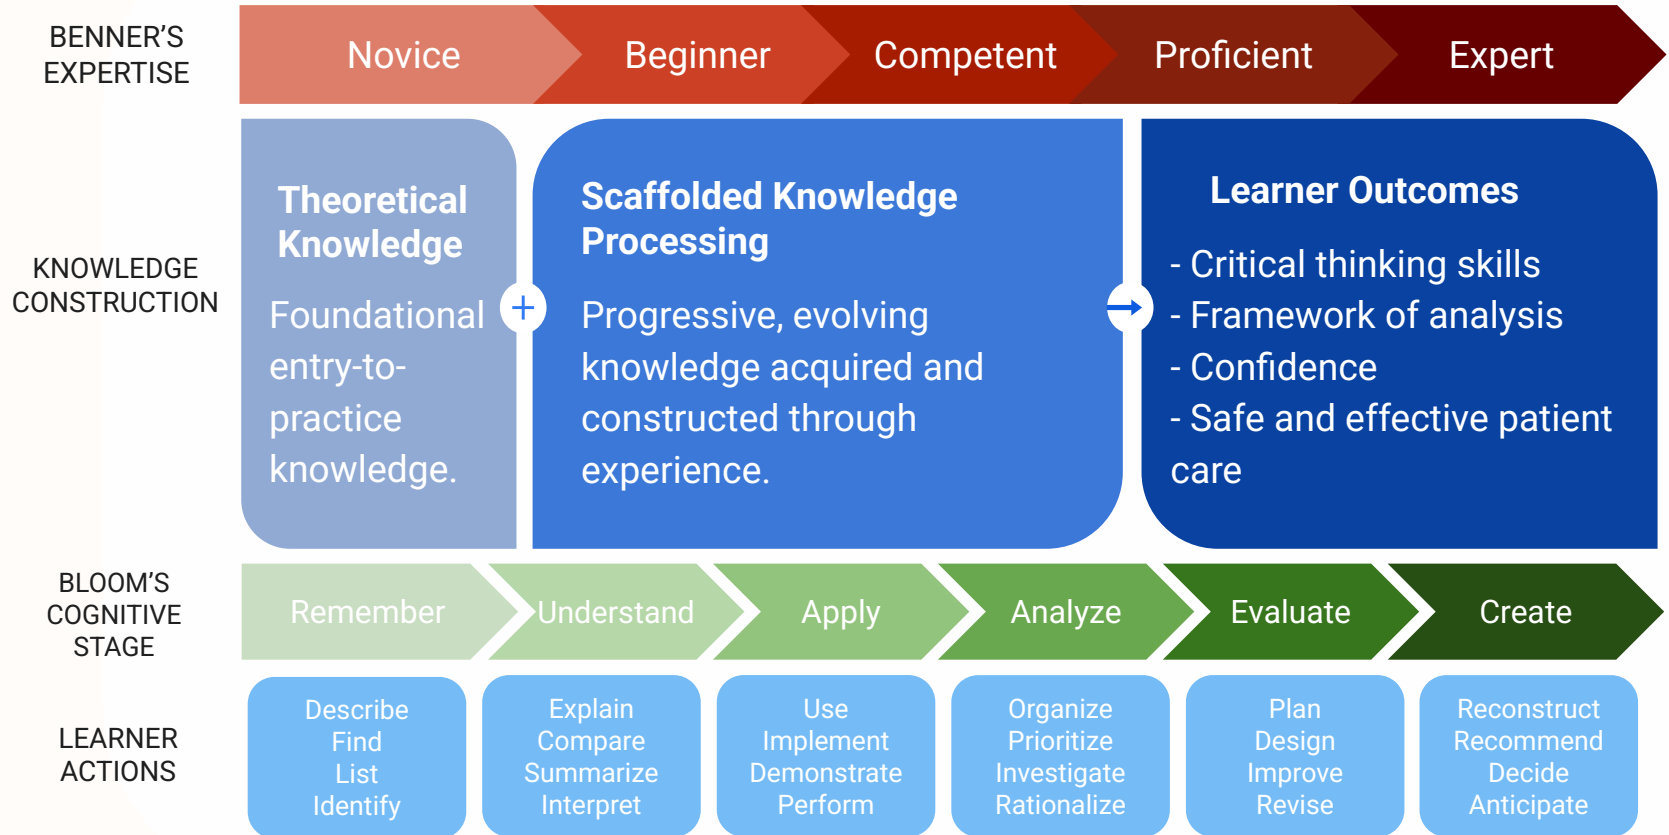 BENNER'S
EXPERTISE
Novice
Beginner
Competent
Proficient
Expert
KNOWLEDGE
CONSTRUCTION
Theoretical
Knowledge
Foundational
entry-to-
practice
knowledge.
+
Scaffolded Knowledge
Processing
Progressive, evolving
knowledge acquired and
constructed through
experience.
Learner Outcomes
- Critical thinking skills
- Framework of analysis
- Confidence
- Safe and effective patient
care
BLOOM'S
COGNITIVE
STAGE
Remember
Understand
Apply
Analyze
Evaluate
Create
LEARNER
ACTIONS
Describe
Find
List
Identify
Explain
Compare
Summarize
Interpret
Use
Implement
Demonstrate
Perform
Organize
Prioritize
Investigate
Rationalize
Plan
Design
Improve
Revise
Reconstruct
Recommend
Decide
Anticipate